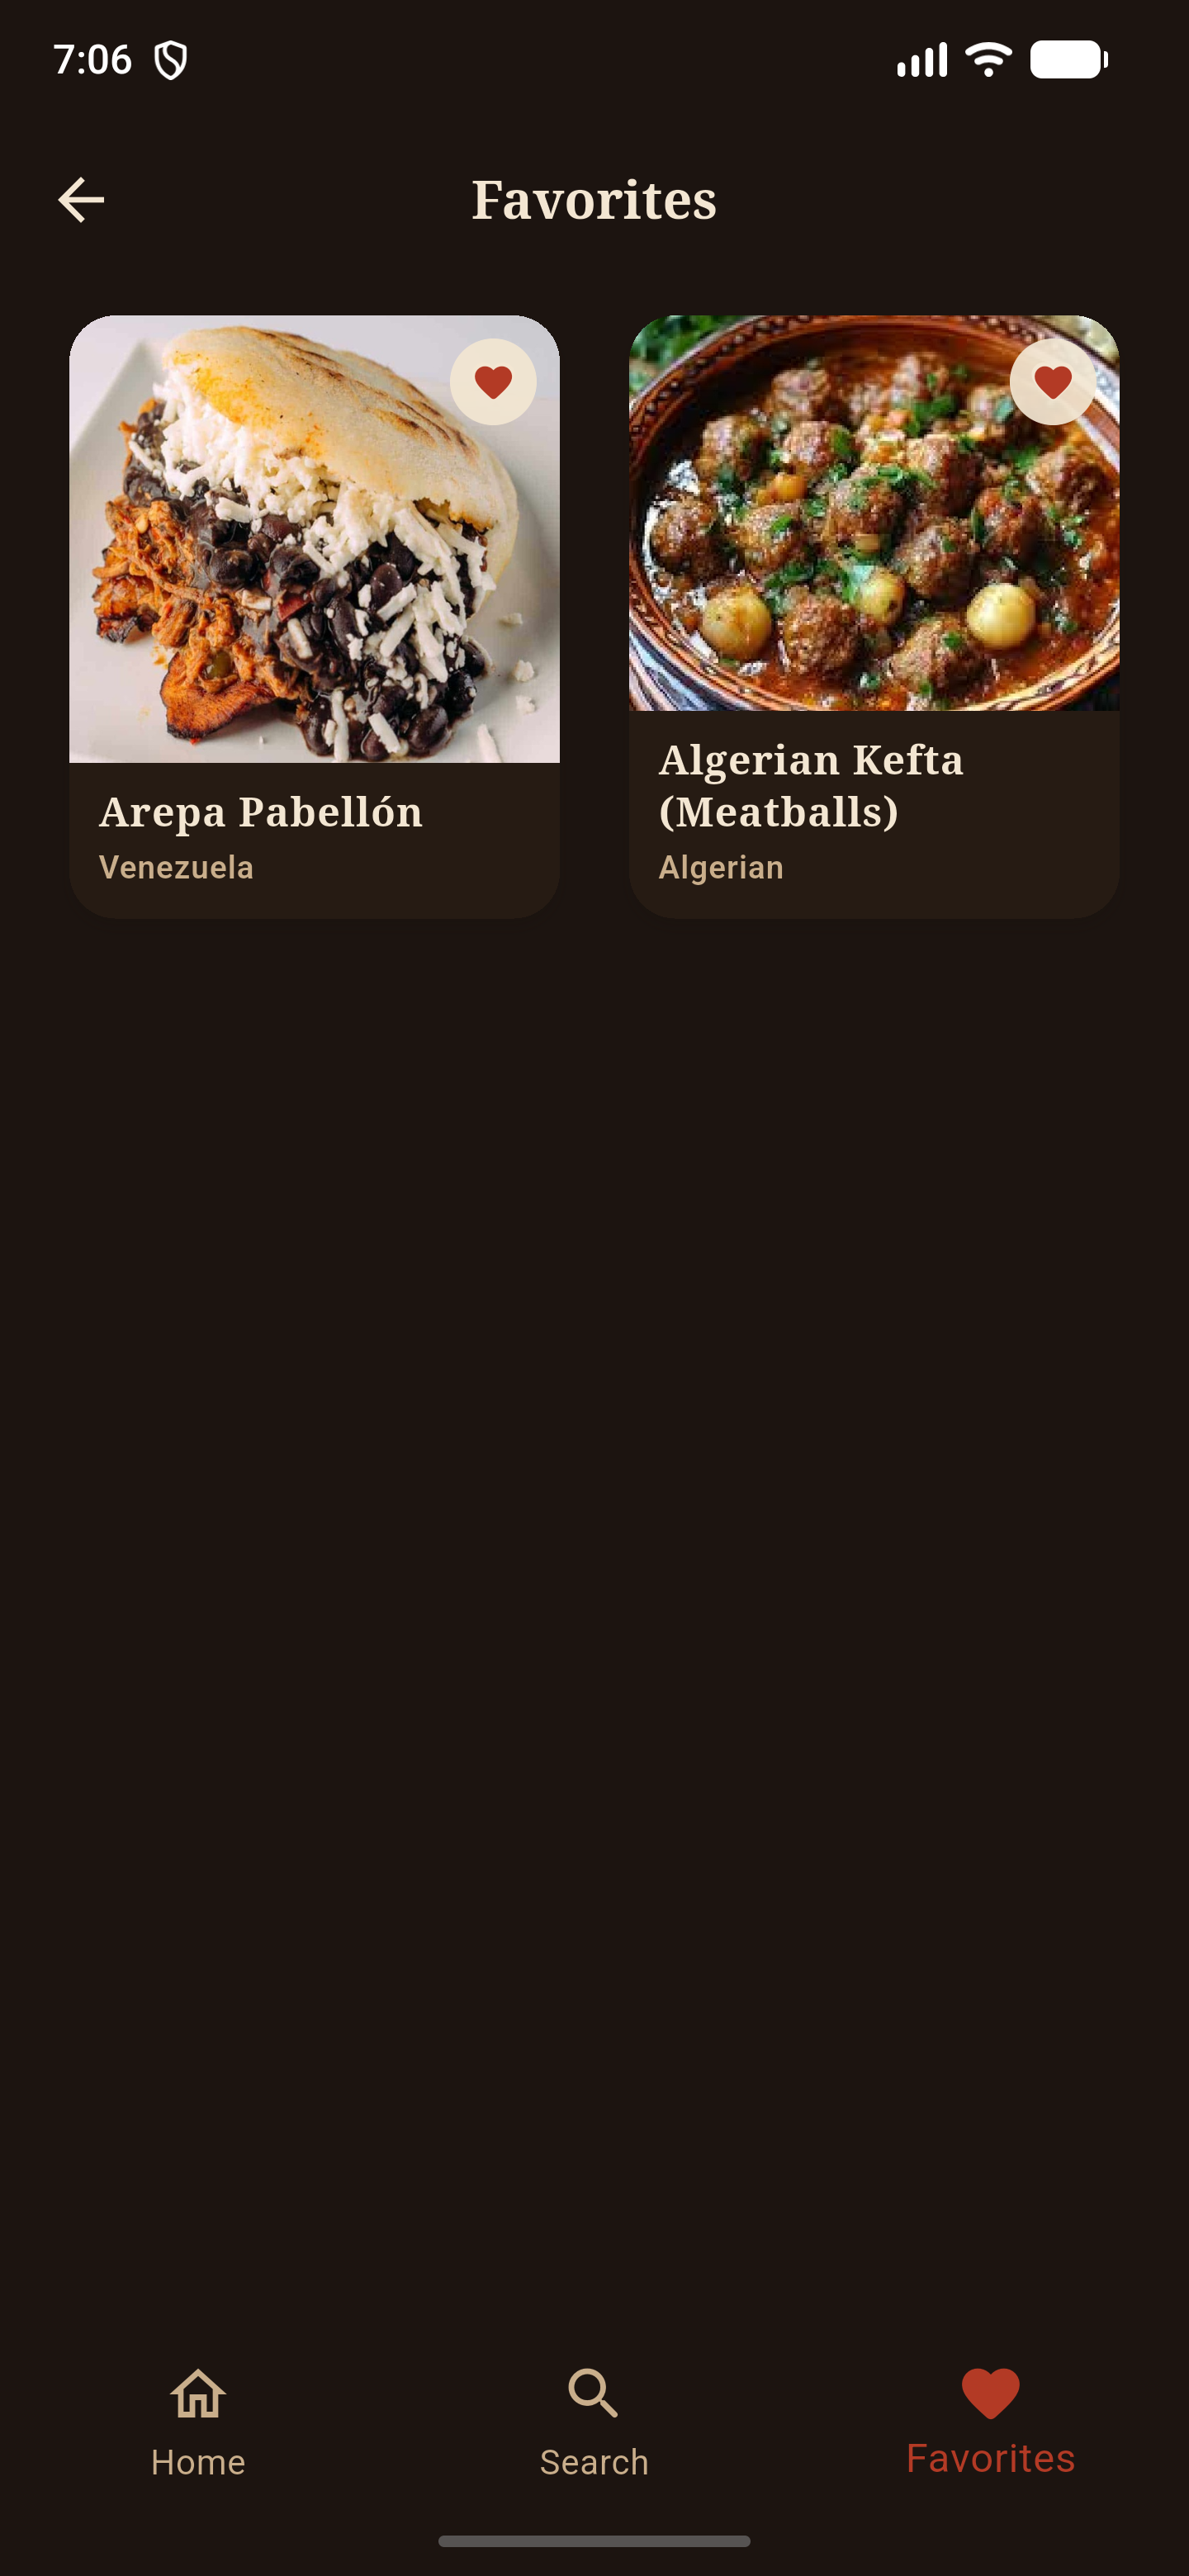 7:06
Favorites
Arepa Pabellón
Venezuela
Algerian Kefta
(Meatballs)
Algerian
Home
Search
Favorites